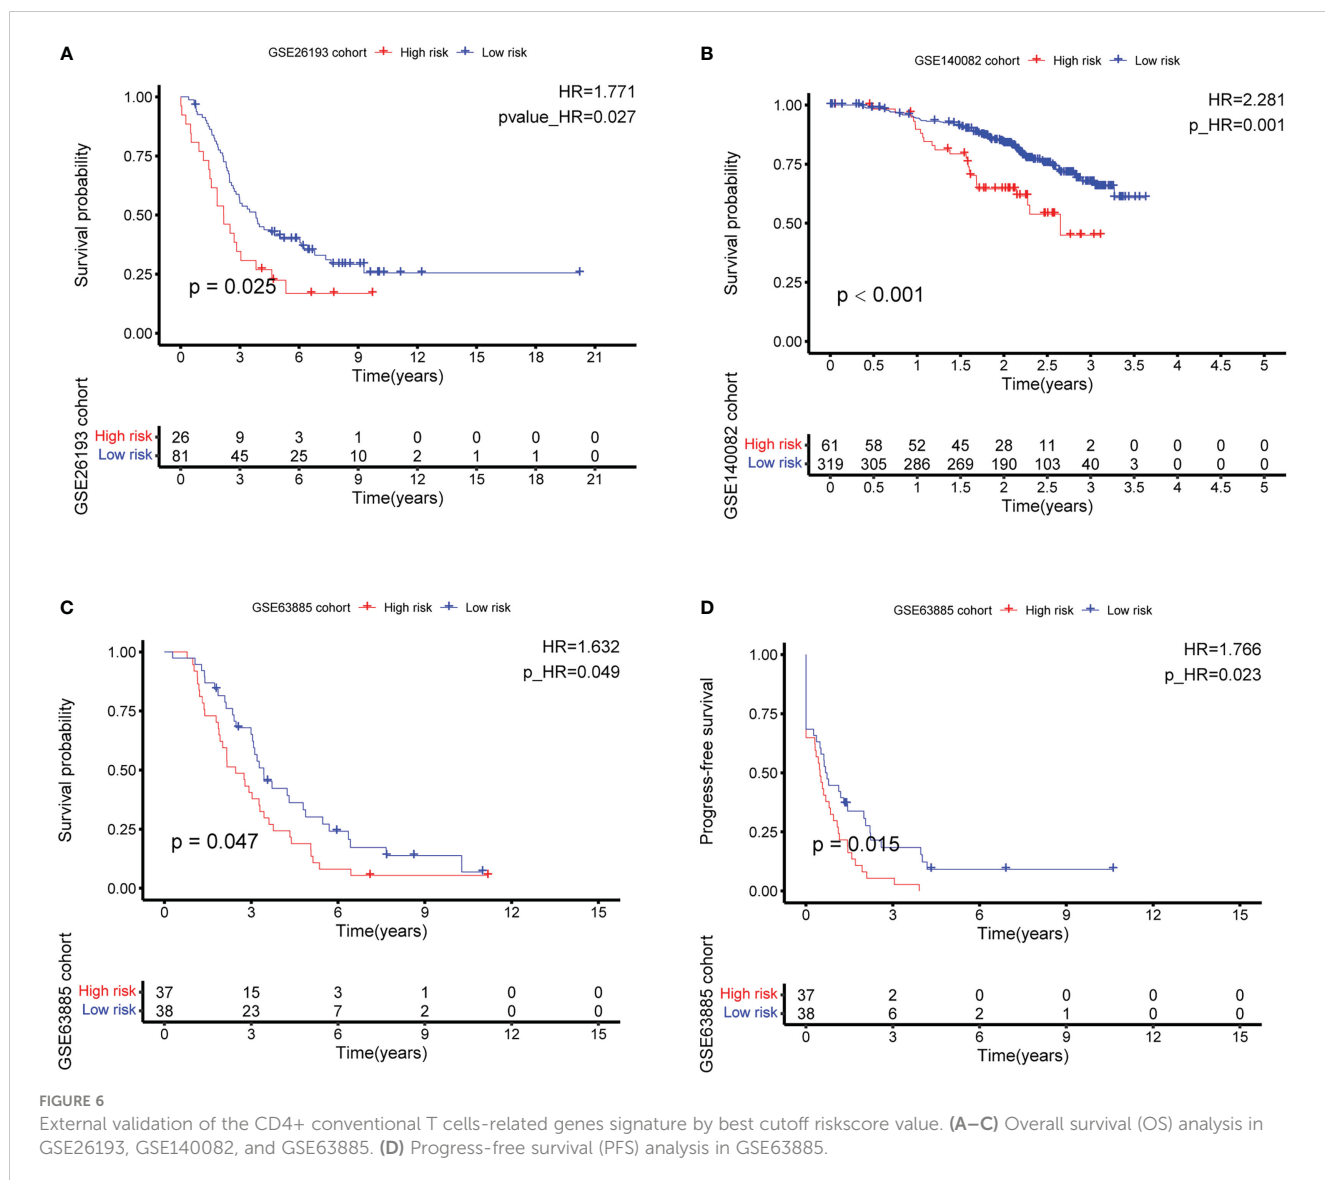 A
GSE26193 cohort High risk Low risk
HR=1.771
pvalue_HR=0.027
Survival probability
1.00
0.75
0.50
0.25
0.00
p = 0.025
0 3 6 9 12 15 18 21
Time(years)
GSE26193 cohort
High risk 26 9 3 1 0 0 0 0
Low risk 81 45 25 10 2 1 1 0
0 3 6 9 12 15 18 21
Time(years)
B
GSE140082 cohort High risk Low risk
HR=2.281
p_HR=0.001
Survival probability
1.00
0.75
0.50
0.25
0.00
p < 0.001
0 0.5 1 1.5 2 2.5 3 3.5 4 4.5 5
Time(years)
GSE140082 cohort
High risk 61 58 52 45 28 11 2 0 0 0 0
Low risk 319 305 286 269 190 103 40 3 0 0 0
0 0.5 1 1.5 2 2.5 3 3.5 4 4.5 5
Time(years)
C
GSE63885 cohort High risk Low risk
HR=1.632
p_HR=0.049
Survival probability
1.00
0.75
0.50
0.25
0.00
p = 0.047
0 3 6 9 12 15
Time(years)
GSE63885 cohort
High risk 37 15 3 1 0 0
Low risk 38 23 7 2 0 0
0 3 6 9 12 15
Time(years)
D
GSE63885 cohort High risk Low risk
HR=1.766
p_HR=0.023
Progress-free survival
1.00
0.75
0.50
0.25
0.00
p = 0.015
0 3 6 9 12 15
Time(years)
GSE63885 cohort
High risk 37 2 0 0 0 0
Low risk 38 6 2 1 0 0
0 3 6 9 12 15
Time(years)
FIGURE 6
External validation of the CD4+ conventional T cells-related genes signature by best cutoff riskscore value. (A–C) Overall survival (OS) analysis in
GSE26193, GSE140082, and GSE63885. (D) Progress-free survival (PFS) analysis in GSE63885.